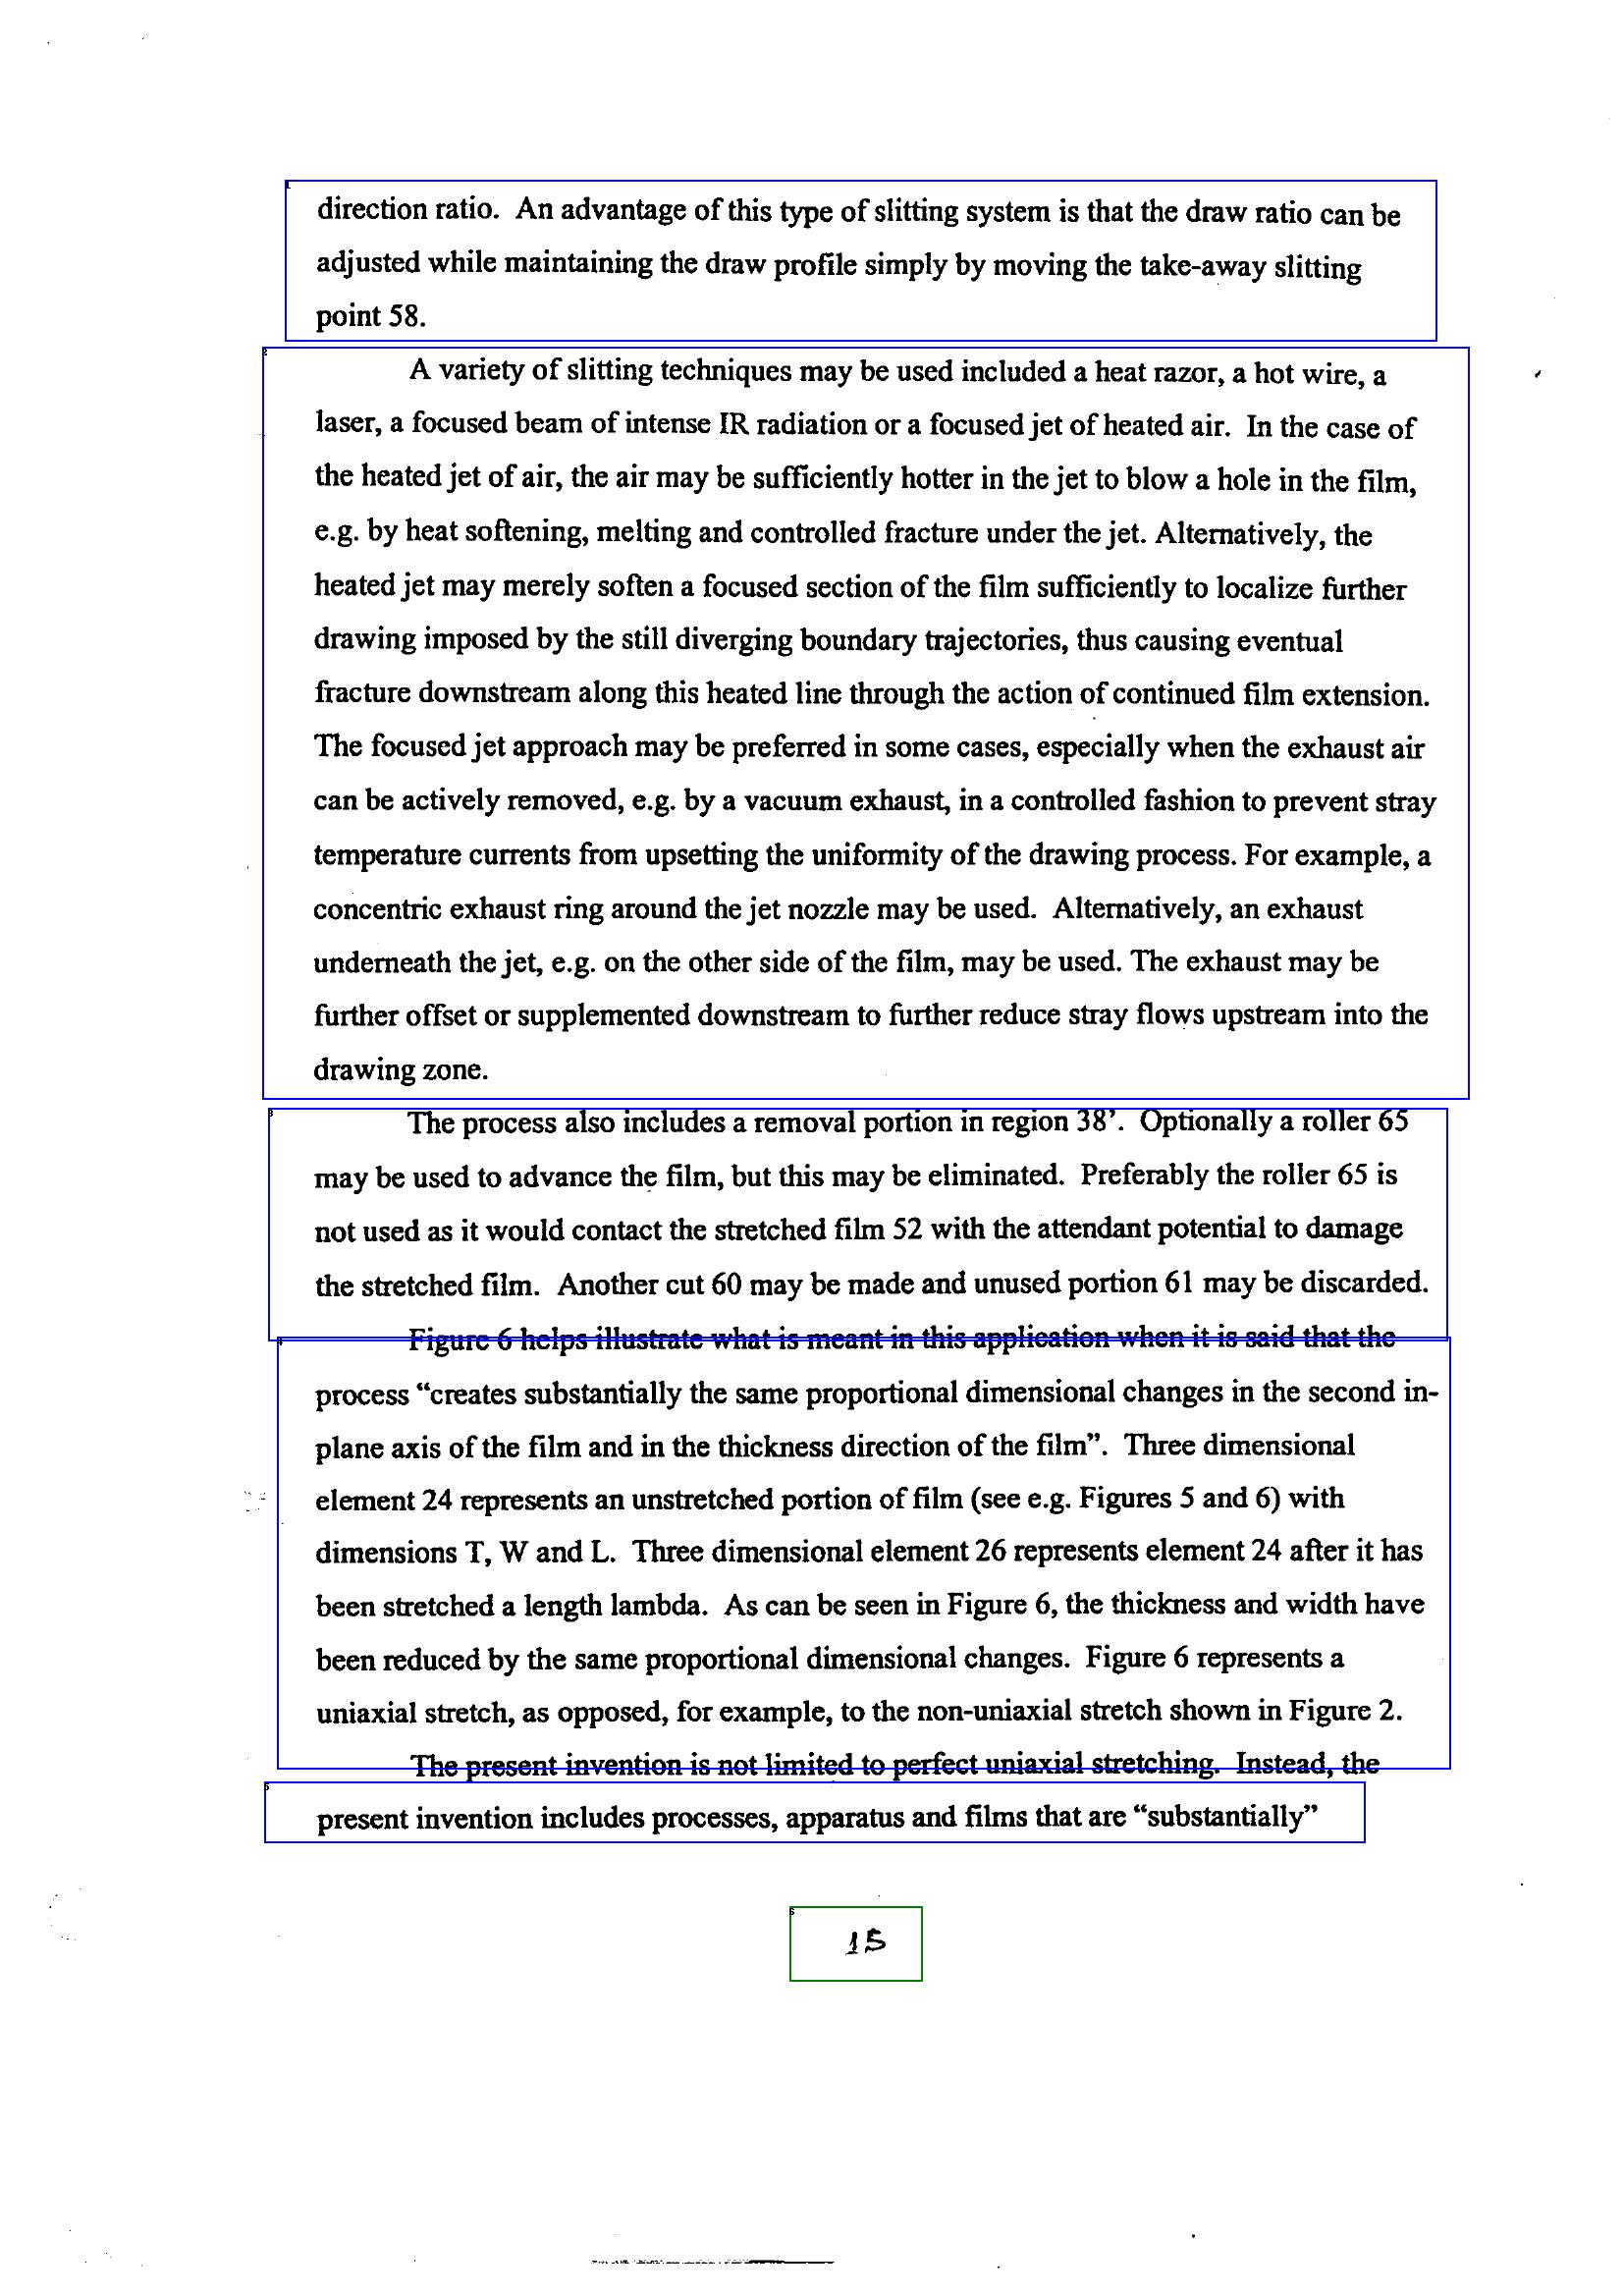 direction ratio.  An advantage of this type of slitting system is that the draw ratio can be
adjusted while maintaining the draw profile simply by moving the take-away slitting
point 58.
A variety of slitting techniques may be used included a heat razor, a hot wire, a
laser, a focused beam of intense IR radiation or a focused jet of heated air.  In the case of
the heated jet of air, the air may be sufficiently hotter in the jet to blow a hole in the film,
e.g. by heat softening, melting and controlled fracture under the jet. Alternatively, the
heated jet may merely soften a focused section of the film sufficiently to localize further
drawing imposed by the still diverging boundary trajectories, thus causing eventual
fracture downstream along this heated line through the action of continued film extension.
The focused jet approach may be preferred in some cases, especially when the exhaust air
can be actively removed, e.g. by a vacuum exhaust, in a controlled fashion to prevent stray
temperature currents from upsetting the uniformity of the drawing process. For example, a
concentric exhaust ring around the jet nozzle may be used.  Alternatively, an exhaust
underneath the jet, e.g. on the other side of the film, may be used. The exhaust may be
further offset or supplemented downstream to further reduce stray flows upstream into the
drawing zone.
The process also includes a removal portion in region 38’.  Optionally a roller 65
may be used to advance the film, but this may be eliminated.  Preferably the roller 65 is
not used as it would contact the stretched film 52 with the attendant potential to damage
the stretched film.  Another cut 60 may be made and unused portion 61 may be discarded.
Figure 6 helps illustrate what is meant in this application when it is said that the
process “creates substantially the same proportional dimensional changes in the second in-
plane axis of the film and in the thickness direction of the film”.  Three dimensional
element 24 represents an unstretched portion of film (see e.g. Figures 5 and 6) with
dimensions T, W and L.  Three dimensional element 26 represents element 24 after it has
been stretched a length lambda.  As can be seen in Figure 6, the thickness and width have
been reduced by the same proportional dimensional changes.  Figure 6 represents a
uniaxial stretch, as opposed, for example, to the non-uniaxial stretch shown in Figure 2.
The present invention is not limited to perfect uniaxial stretching.  Instead, the
present invention includes processes, apparatus and films that are “substantially”
15